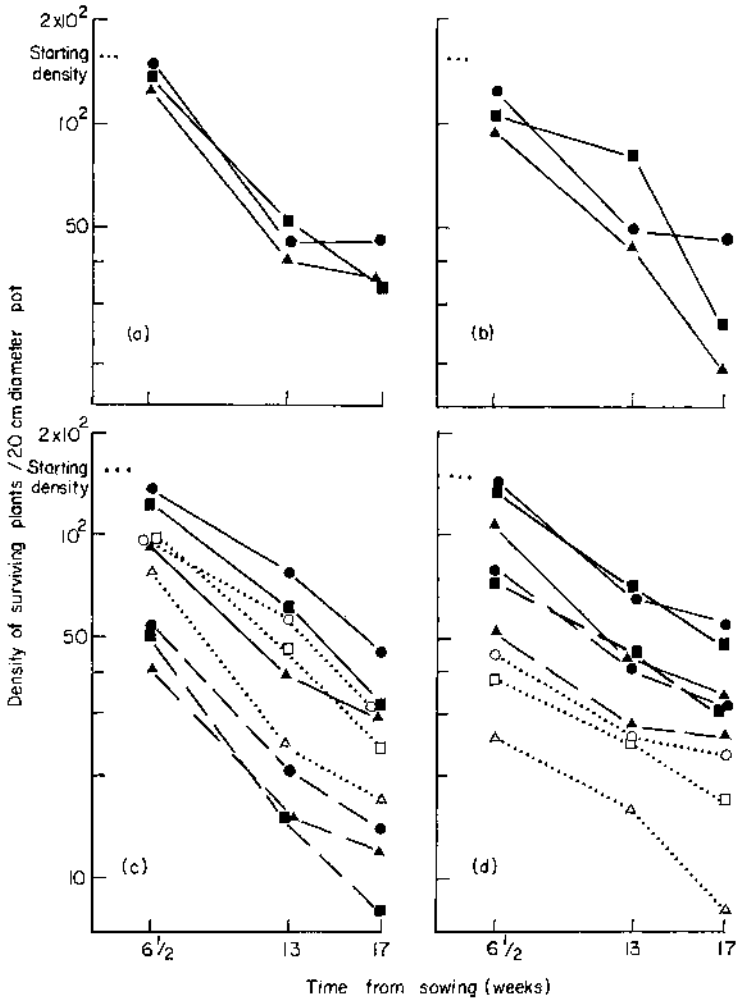 2x10²
Starting
density
10²
50
(a)
(b)
Density of surviving plants / 20 cm diameter pot
2x10²
Starting
density
10²
50
10
(c)
(d)
6½
13
17
6½
13
17
Time from sowing (weeks)